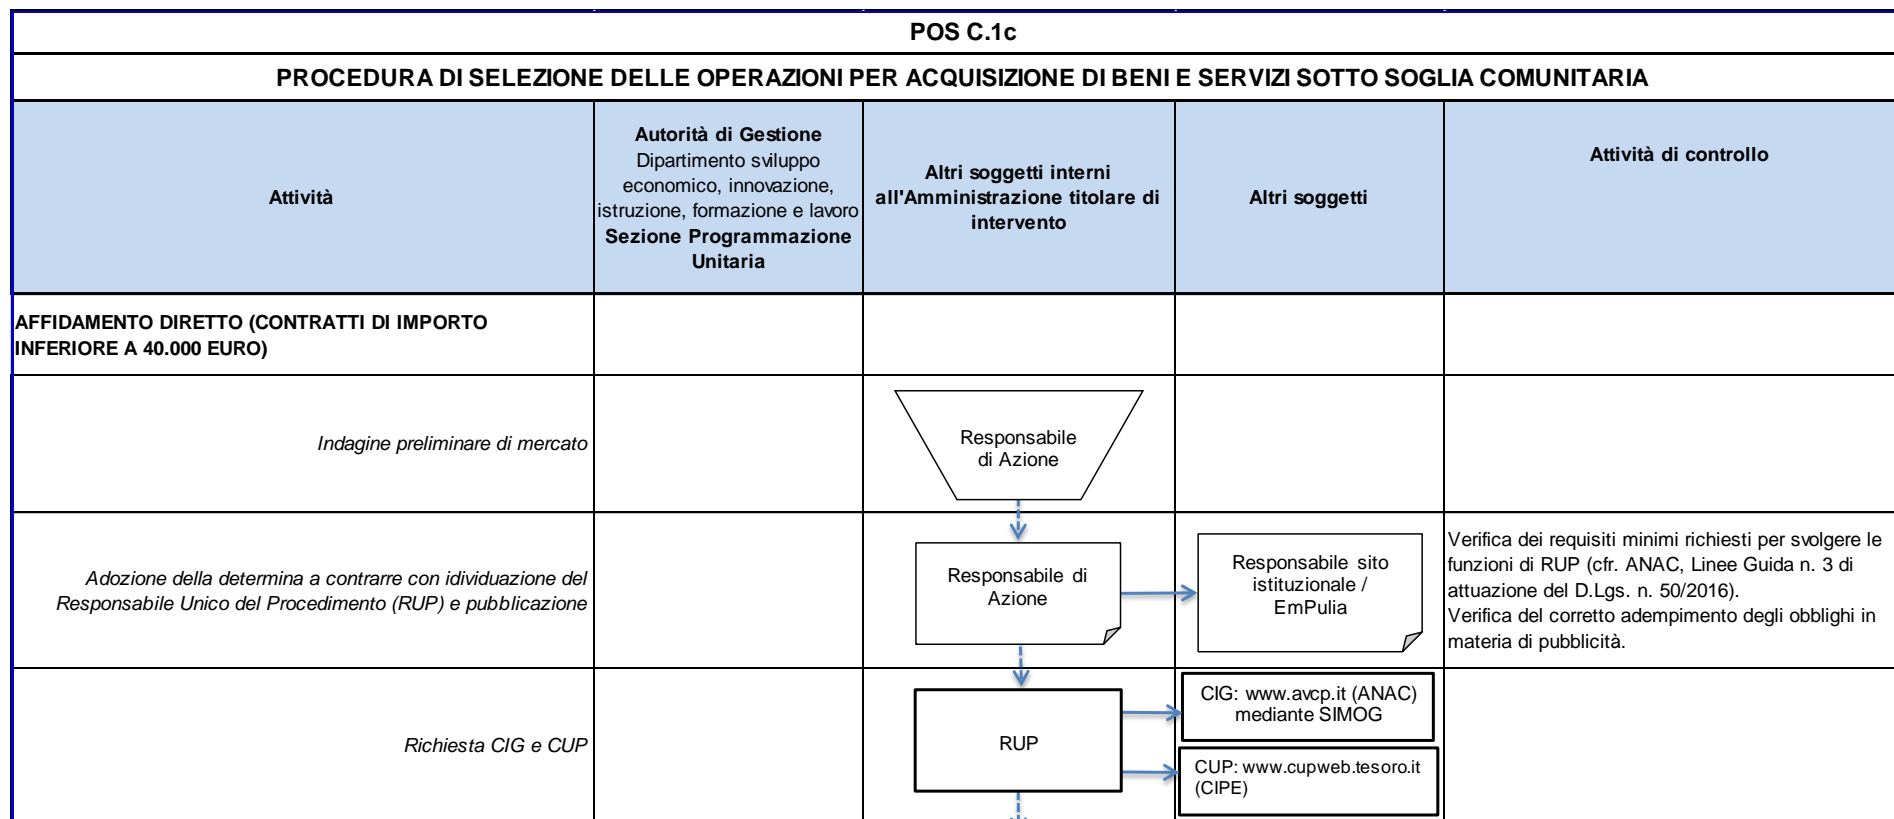 POS C.1c
PROCEDURA DI SELEZIONE DELLE OPERAZIONI PER ACQUISIZIONE DI BENI E SERVIZI SOTTO SOGLIA COMUNITARIA
Attività
Autorità di Gestione
Dipartimento sviluppo
economico, innovazione,
istruzione, formazione e lavoro
Sezione Programmazione
Unitaria
Altri soggetti interni
all'Amministrazione titolare di
intervento
Altri soggetti
Attività di controllo
AFFIDAMENTO DIRETTO (CONTRATTI DI IMPORTO
INFERIORE A 40.000 EURO)
Indagine preliminare di mercato
Responsabile
di Azione
Adozione della determina a contrarre con idividuazione del
Responsabile Unico del Procedimento (RUP) e pubblicazione
Responsabile di
Azione
Responsabile sito
istituzionale /
EmPulia
Verifica dei requisiti minimi richiesti per svolgere le
funzioni di RUP (cfr. ANAC, Linee Guida n. 3 di
attuazione del D.Lgs. n. 50/2016).
Verifica del corretto adempimento degli obblighi in
materia di pubblicità.
Richiesta CIG e CUP
RUP
CIG: www.avcp.it (ANAC)
mediante SIMOG
CUP: www.cupweb.tesoro.it
(CIPE)